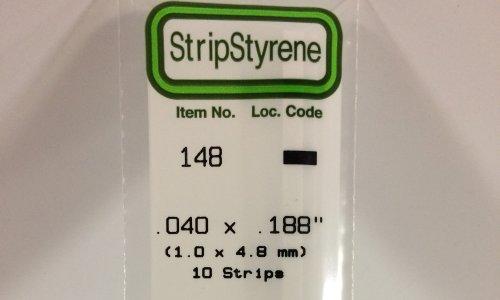 StripStyrene
Item No. Loc. Code
148
.040 x .188"
(1.0 x 4.8 mm)
10 Strips